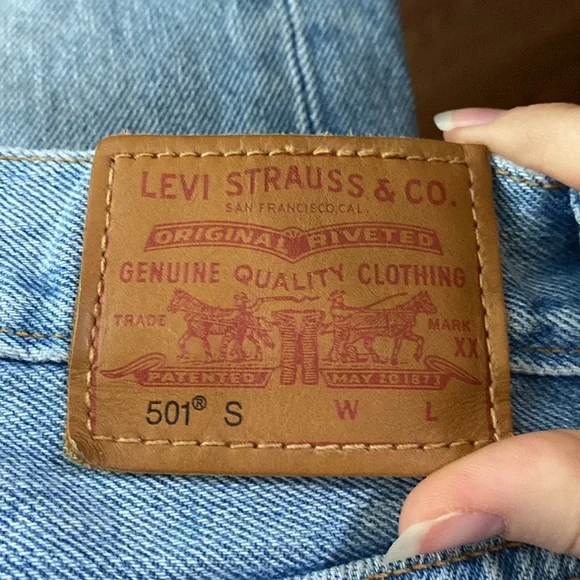 LEVI STRAUSS & CO.
SAN FRANCISCO, CAL.
ORIGINAL RIVETED
GENUINE QUALITY CLOTHING
TRADE MARK
XX
PATENTED MAY 20 1873
501® S W L